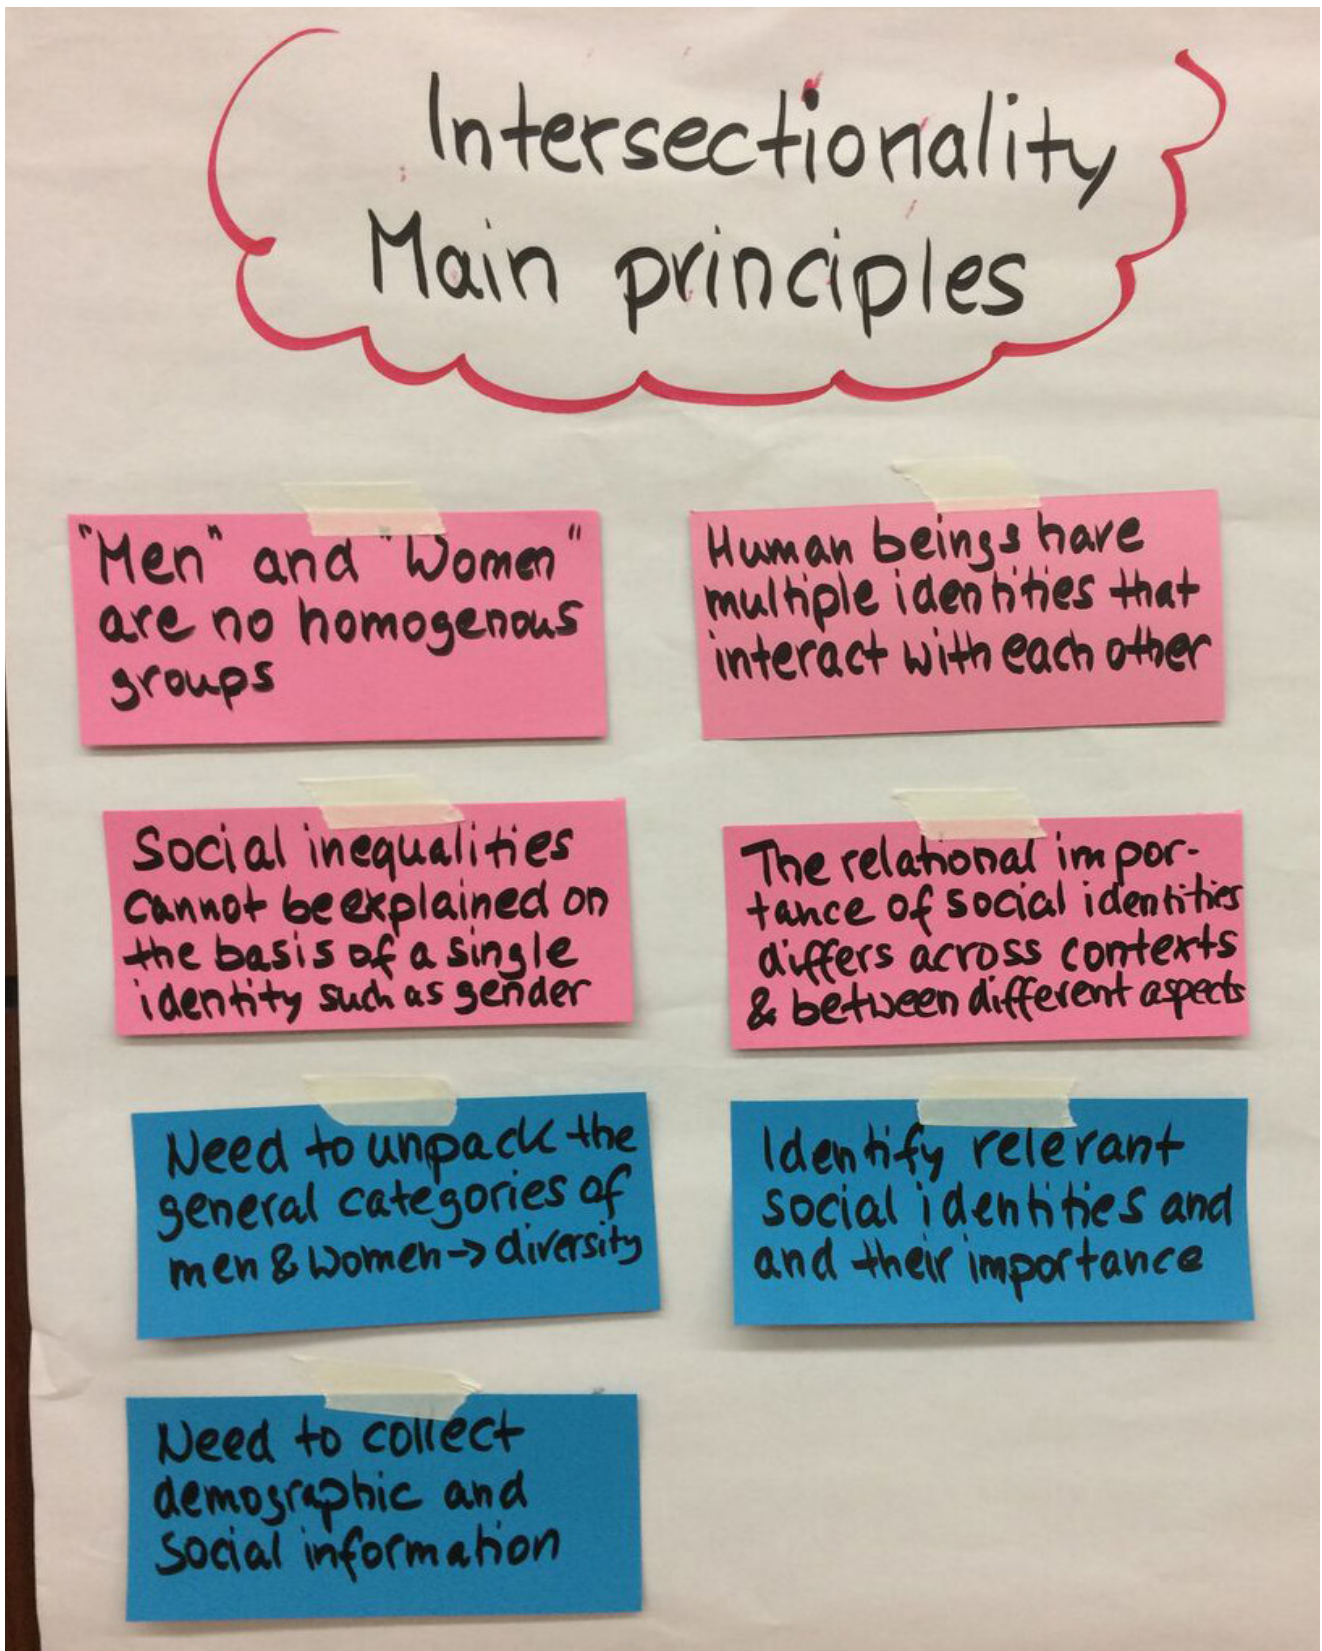 Intersectionality
Main principles
"Men" and "Women"
are no homogenous
groups
Human beings have
multiple identities that
interact with each other
Social inequalities
cannot be explained on
the basis of a single
identity such as gender
The relational impor-
tance of social identities
differs across contexts
& between different aspects
Need to unpack the
general categories of
men & women → diversity
Identify relevant
social identities and
and their importance
Need to collect
demographic and
social information